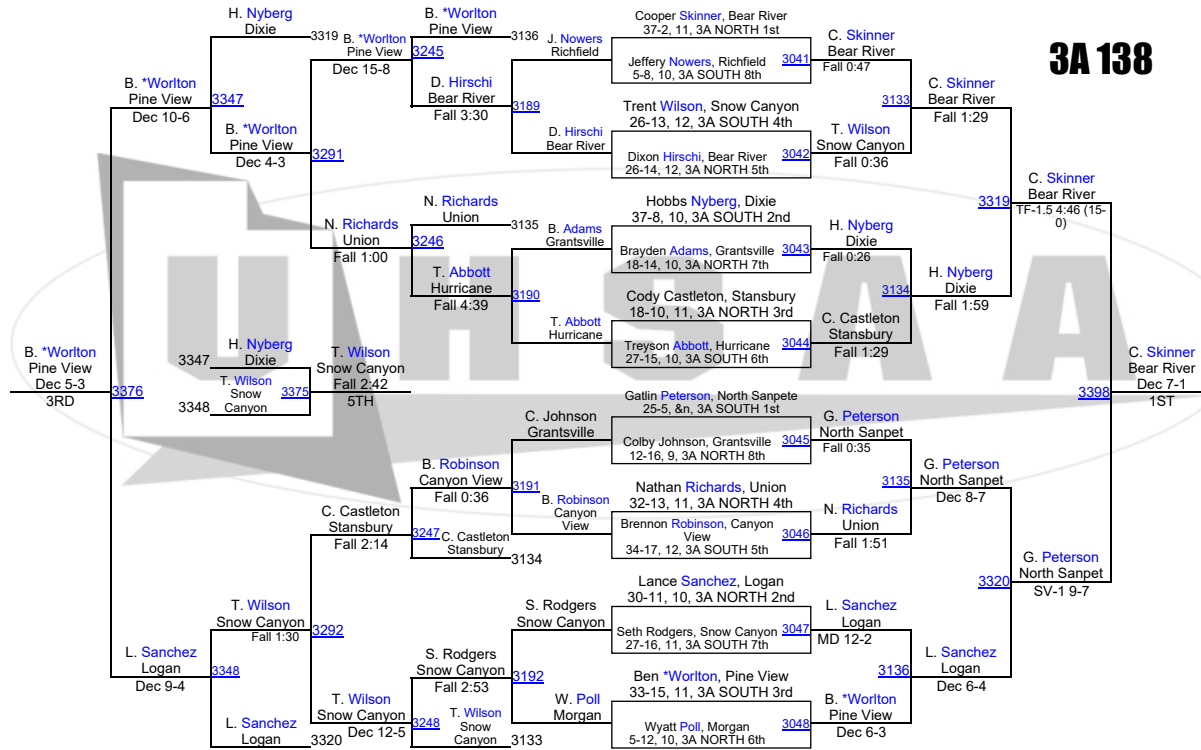 3A 138
H. Nyberg
Dixie
3319
B. *Worlton
Pine View
Dec 10-6
3347
B. *Worlton
Pine View
Dec 4-3
B. *Worlton
Pine View
Dec 15-8
3291
N. Richards
Union
Fall 1:00
B. *Worlton
Pine View
3136
3245
D. Hirschi
Bear River
Fall 3:30
N. Richards
Union
3135
3246
T. Abbott
Hurricane
Fall 4:39
J. Nowers
Richfield
3189
D. Hirschi
Bear River
B. Adams
Grantsville
3190
T. Abbott
Hurricane
Cooper Skinner, Bear River
37-2, 11, 3A NORTH 1st
Jeffery Nowers, Richfield
5-8, 10, 3A SOUTH 8th
3041
Trent Wilson, Snow Canyon
26-13, 12, 3A SOUTH 4th
Dixon Hirschi, Bear River
26-14, 12, 3A NORTH 5th
3042
Hobbs Nyberg, Dixie
37-8, 10, 3A SOUTH 2nd
Brayden Adams, Grantsville
18-14, 10, 3A NORTH 7th
3043
Cody Castleton, Stansbury
18-10, 11, 3A NORTH 3rd
Treyson Abbott, Hurricane
27-15, 10, 3A SOUTH 6th
3044
C. Skinner
Bear River
Fall 0:47
3133
T. Wilson
Snow Canyon
Fall 0:36
H. Nyberg
Dixie
Fall 0:26
3134
C. Castleton
Stansbury
Fall 1:29
C. Skinner
Bear River
Fall 1:29
3319
H. Nyberg
Dixie
Fall 1:59
C. Skinner
Bear River
TF-1.5 4:46 (15-
0)
UHSAA
B. *Worlton
Pine View
Dec 5-3
3RD
3376
3347
H. Nyberg
Dixie
T. Wilson
Snow
Canyon
3348
3375
T. Wilson
Snow Canyon
Fall 2:42
5TH
C. Skinner
Bear River
Dec 7-1
1ST
3398
C. Johnson
Grantsville
B. Robinson
Canyon View
Fall 0:36
3191
B. Robinson
Canyon
View
C. Castleton
Stansbury
Fall 2:14
3247
C. Castleton
Stansbury
3134
Gatlin Peterson, North Sanpete
25-5, &n, 3A SOUTH 1st
Colby Johnson, Grantsville
12-16, 9, 3A NORTH 8th
3045
Nathan Richards, Union
32-13, 11, 3A NORTH 4th
Brennon Robinson, Canyon
View
34-17, 12, 3A SOUTH 5th
3046
G. Peterson
North Sanpet
Fall 0:35
3135
N. Richards
Union
Fall 1:51
G. Peterson
North Sanpet
Dec 8-7
3320
G. Peterson
North Sanpet
SV-1 9-7
T. Wilson
Snow Canyon
Fall 1:30
3292
L. Sanchez
Logan
Dec 9-4
3348
L. Sanchez
Logan
3320
T. Wilson
Snow Canyon
Dec 12-5
S. Rodgers
Snow Canyon
Fall 2:53
3248
T. Wilson
Snow
Canyon
3133
S. Rodgers
Snow Canyon
3192
W. Poll
Morgan
Lance Sanchez, Logan
30-11, 10, 3A NORTH 2nd
Seth Rodgers, Snow Canyon
27-16, 11, 3A SOUTH 7th
3047
Ben *Worlton, Pine View
33-15, 11, 3A SOUTH 3rd
Wyatt Poll, Morgan
5-12, 10, 3A NORTH 6th
3048
L. Sanchez
Logan
MD 12-2
3136
B. *Worlton
Pine View
Dec 6-3
L. Sanchez
Logan
Dec 6-4